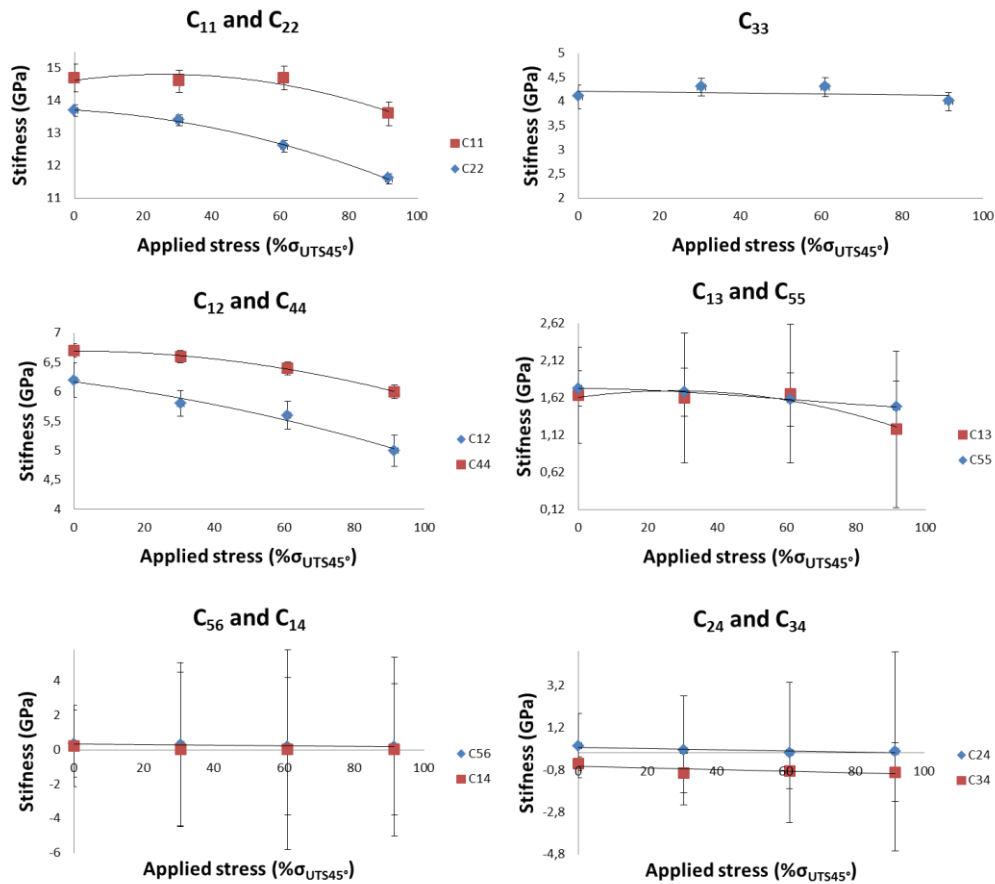 C11 and C22
Stifness (GPa)
15
14
13
12
11
0 20 40 60 80 100
Applied stress (%σUTS45°)
C11
C22
C33
Stifness (GPa)
5
4,5
4
3,5
3
2,5
2
0 20 40 60 80 100
Applied stress (%σUTS45°)
C12 and C44
Stifness (GPa)
7
6,5
6
5,5
5
4,5
4
0 20 40 60 80 100
Applied stress (%σUTS45°)
C12
C44
C13 and C55
Stifness (GPa)
2,62
2,12
1,62
1,12
0,62
0,12
0 20 40 60 80 100
Applied stress (%σUTS45°)
C13
C55
C56 and C14
Stifness (GPa)
4
2
0
-2
-4
-6
0 20 40 60 80 100
Applied stress (%σUTS45°)
C56
C14
C24 and C34
Stifness (GPa)
3,2
1,2
-0,8
-2,8
-4,8
0 20 40 60 80 100
Applied stress (%σUTS45°)
C24
C34